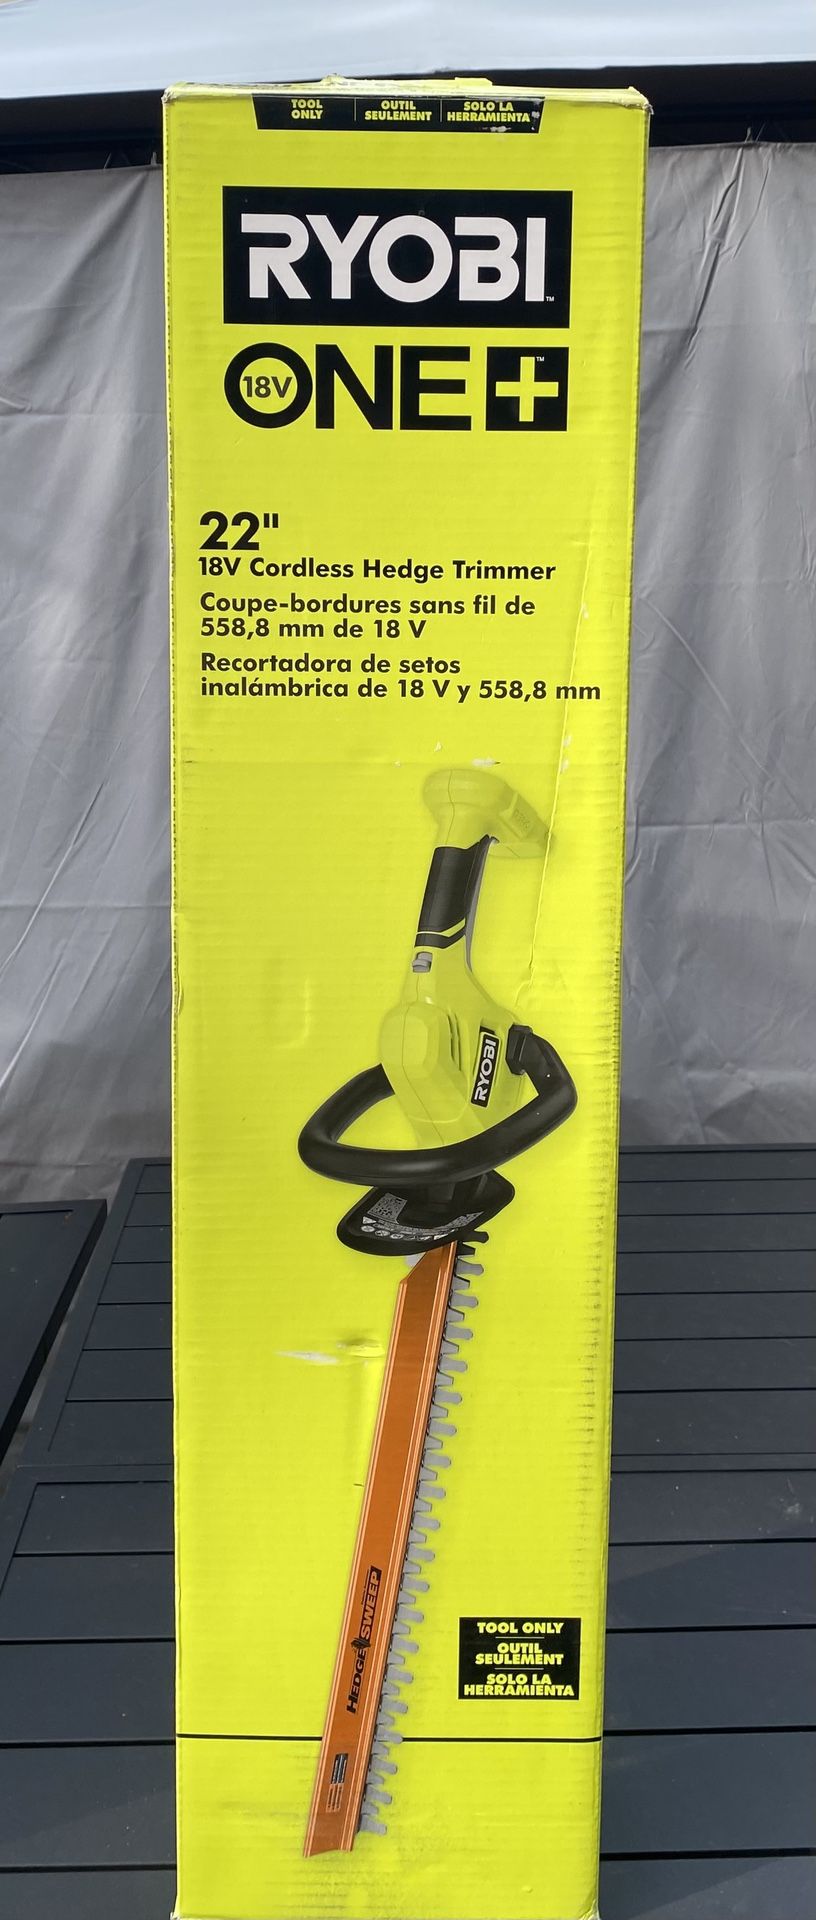 TOOL ONLY
OUTIL SEULEMENT
SOLO LA HERRAMIENTA
RYOBI™
18V ONE+™
22"
18V Cordless Hedge Trimmer
Coupe-bordures sans fil de
558,8 mm de 18 V
Recortadora de setos
inalámbrica de 18 V y 558,8 mm
RYOBI
HEDGE SWEEP
TOOL ONLY
OUTIL
SEULEMENT
SOLO LA
HERRAMIENTA